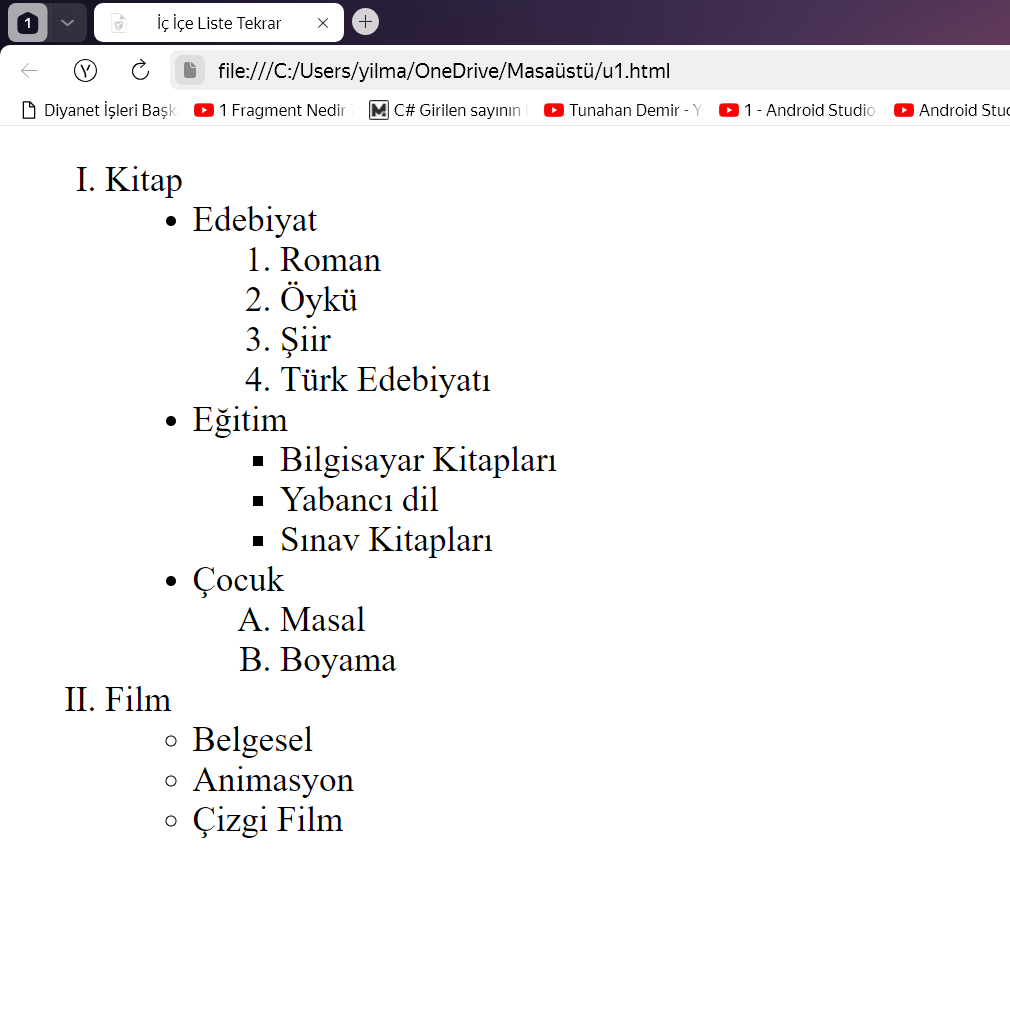 1
İç İçe Liste Tekrar
file:///C:/Users/yilma/OneDrive/Masaüstü/u1.html
Diyanet İşleri Başk 1 Fragment Nedir C# Girilen sayının Tunahan Demir - Y 1 - Android Studio Android Stud
I. Kitap
• Edebiyat
1. Roman
2. Öykü
3. Şiir
4. Türk Edebiyatı
• Eğitim
▪ Bilgisayar Kitapları
▪ Yabancı dil
▪ Sınav Kitapları
• Çocuk
A. Masal
B. Boyama
II. Film
◦ Belgesel
◦ Animasyon
◦ Çizgi Film